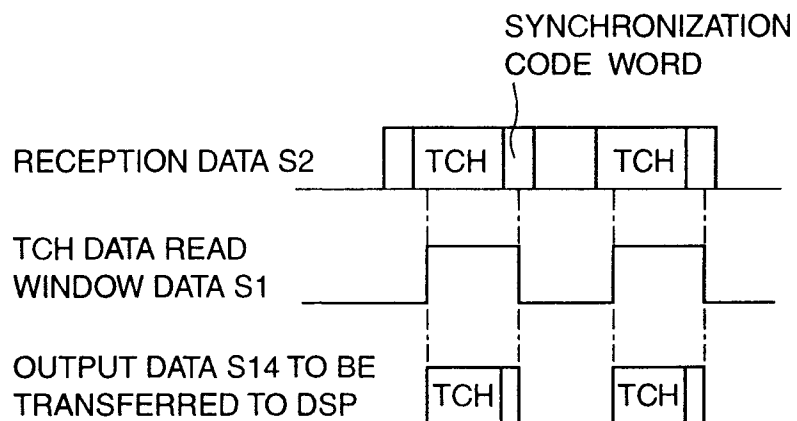 SYNCHRONIZATION
CODE WORD
RECEPTION DATA S2
TCH
TCH
TCH DATA READ
WINDOW DATA S1
OUTPUT DATA S14 TO BE
TRANSFERRED TO DSP
TCH
TCH